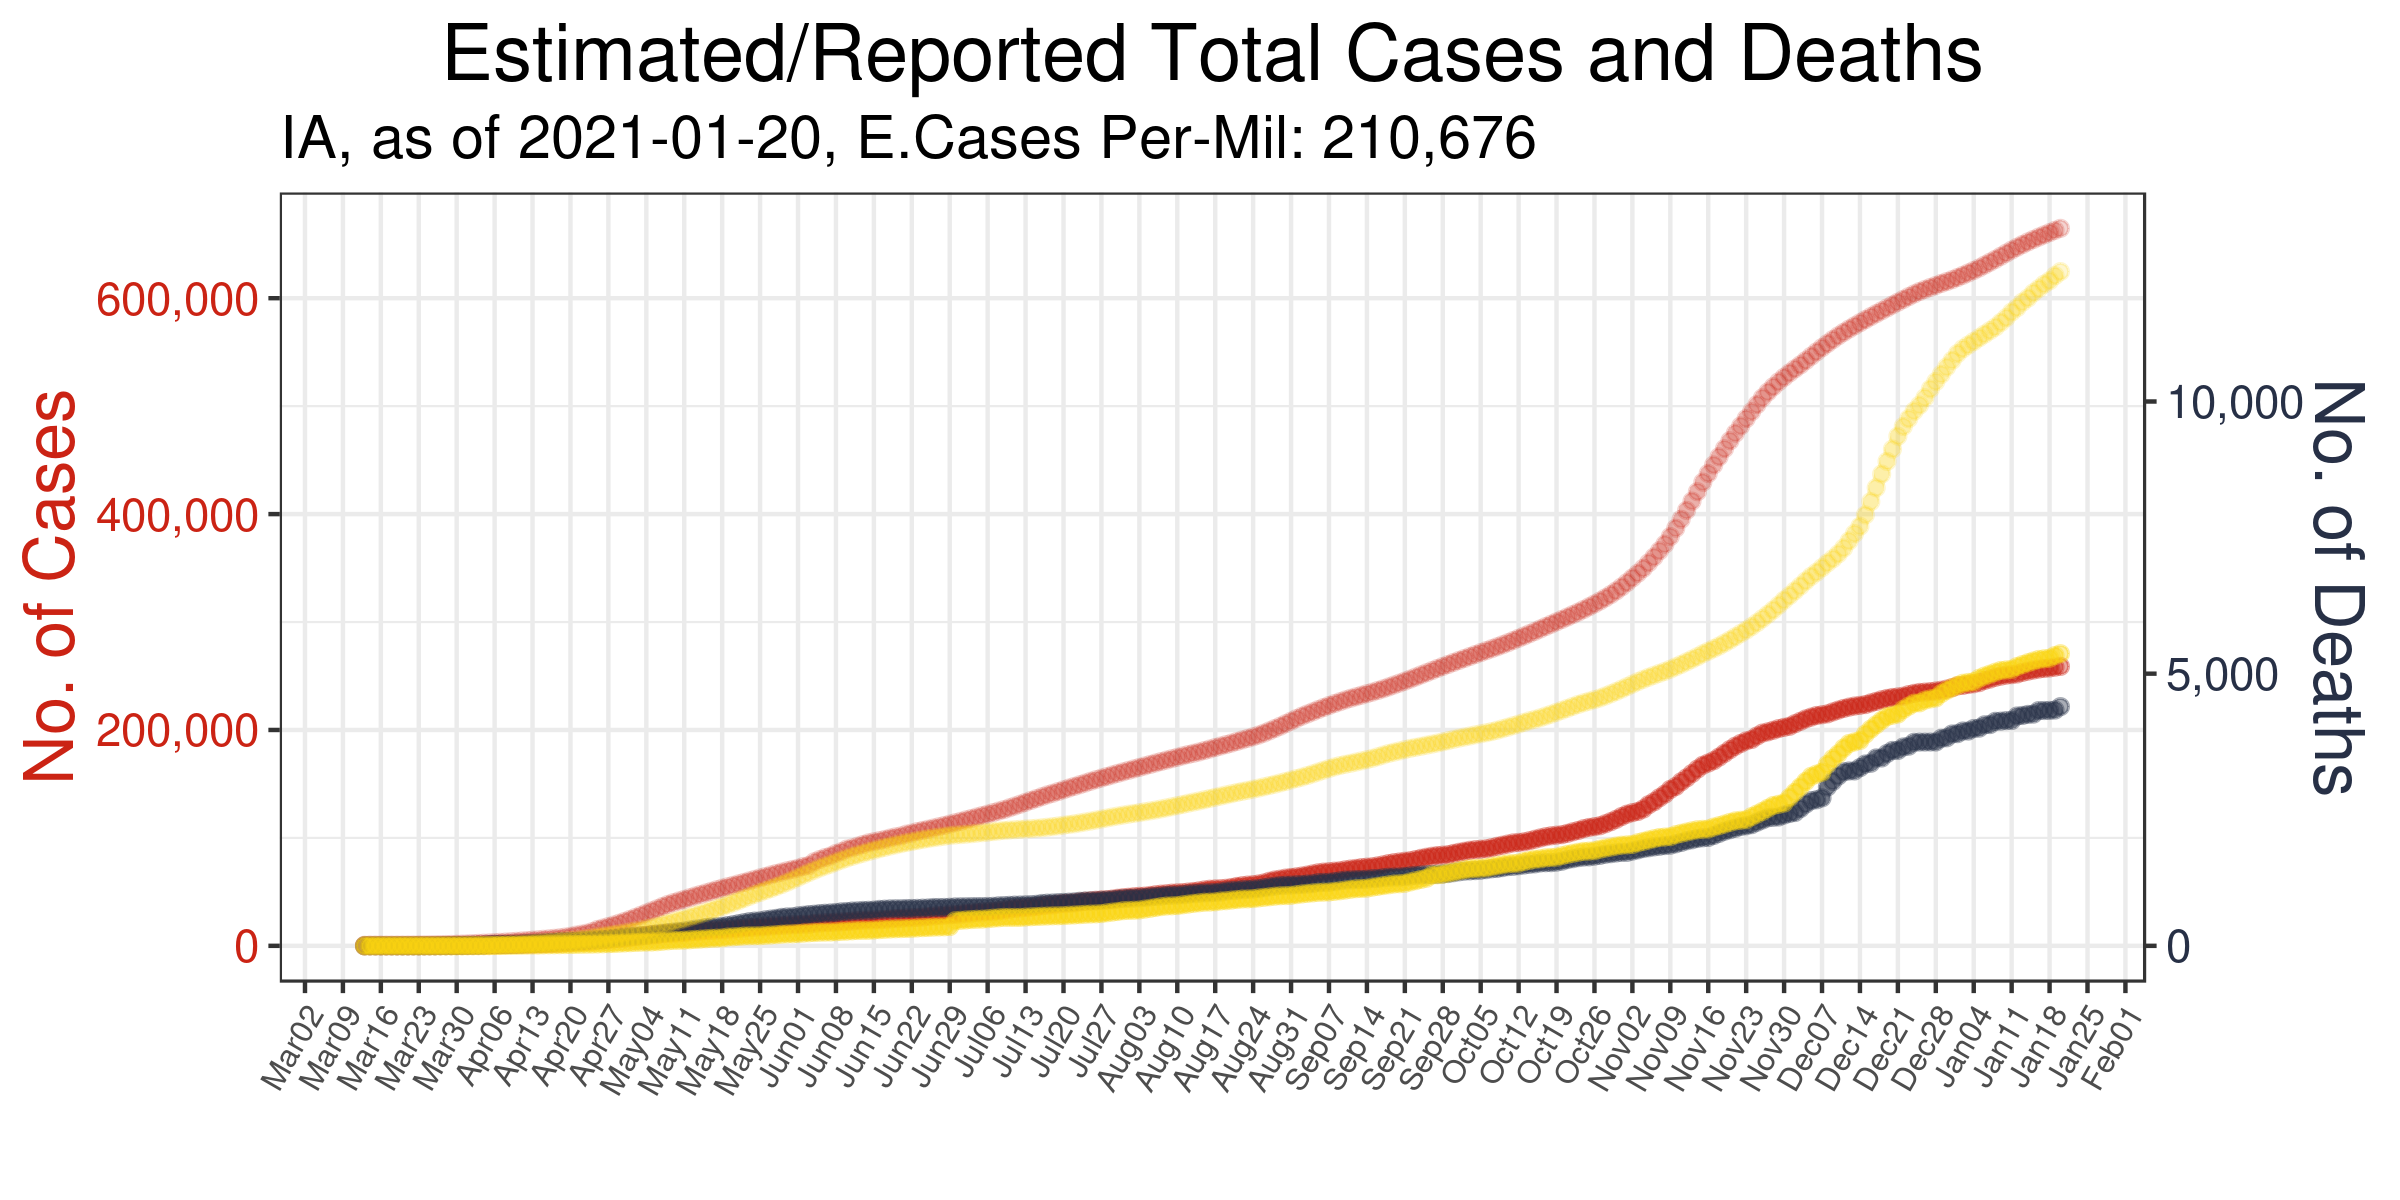 Estimated/Reported Total Cases and Deaths
IA, as of 2021-01-20, E.Cases Per-Mil: 210,676
No. of Cases
600,000
400,000
200,000
0
No. of Deaths
10,000
5,000
0
Mar02
Mar09
Mar16
Mar23
Mar30
Apr06
Apr13
Apr20
Apr27
May04
May11
May18
May25
Jun01
Jun08
Jun15
Jun22
Jun29
Jul06
Jul13
Jul20
Jul27
Aug03
Aug10
Aug17
Aug24
Aug31
Sep07
Sep14
Sep21
Sep28
Oct05
Oct12
Oct19
Oct26
Nov02
Nov09
Nov16
Nov23
Nov30
Dec07
Dec14
Dec21
Dec28
Jan04
Jan11
Jan18
Jan25
Feb01